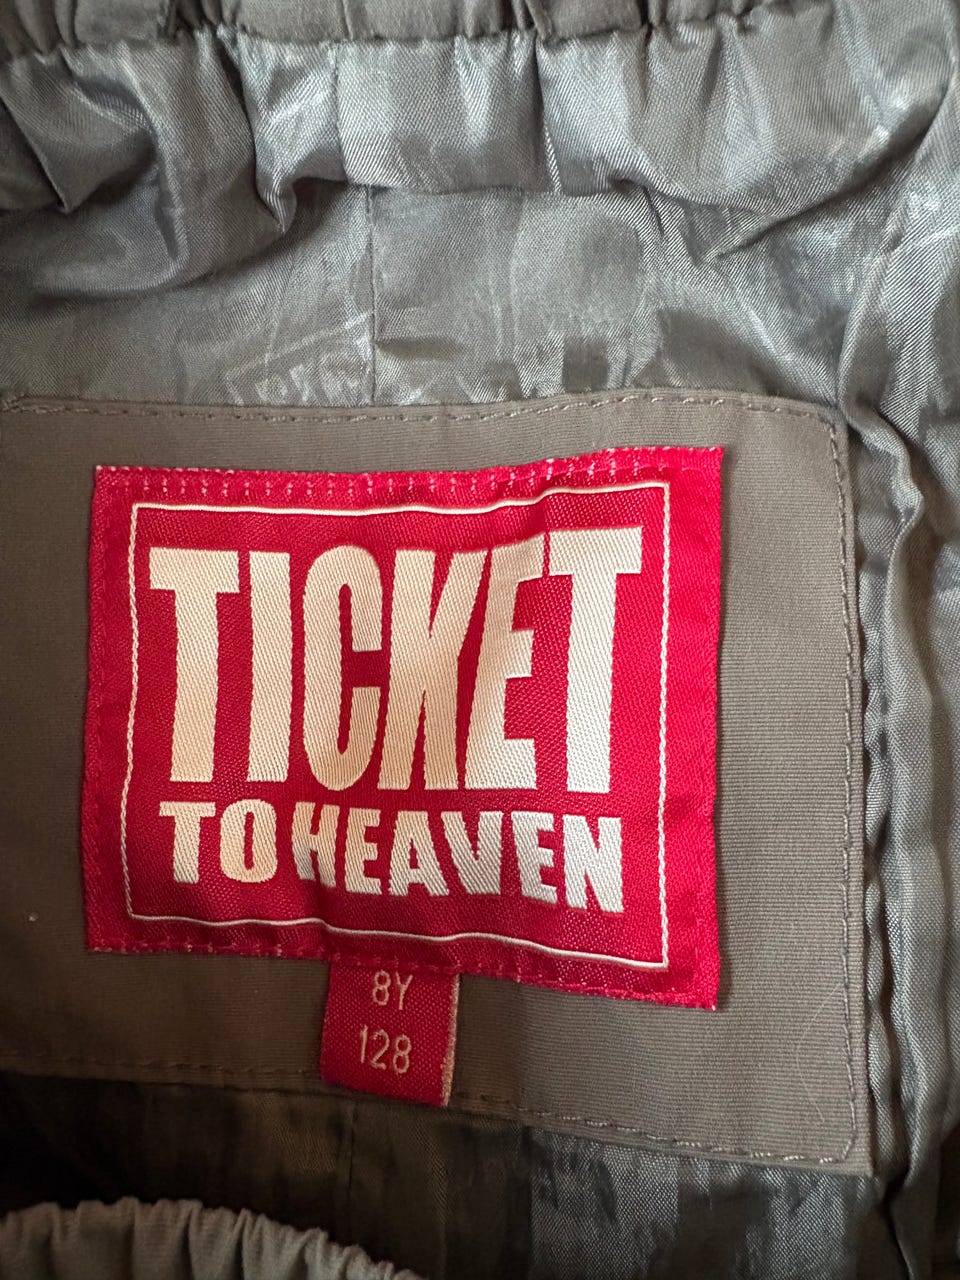 TICKET
TO HEAVEN
8Y
128